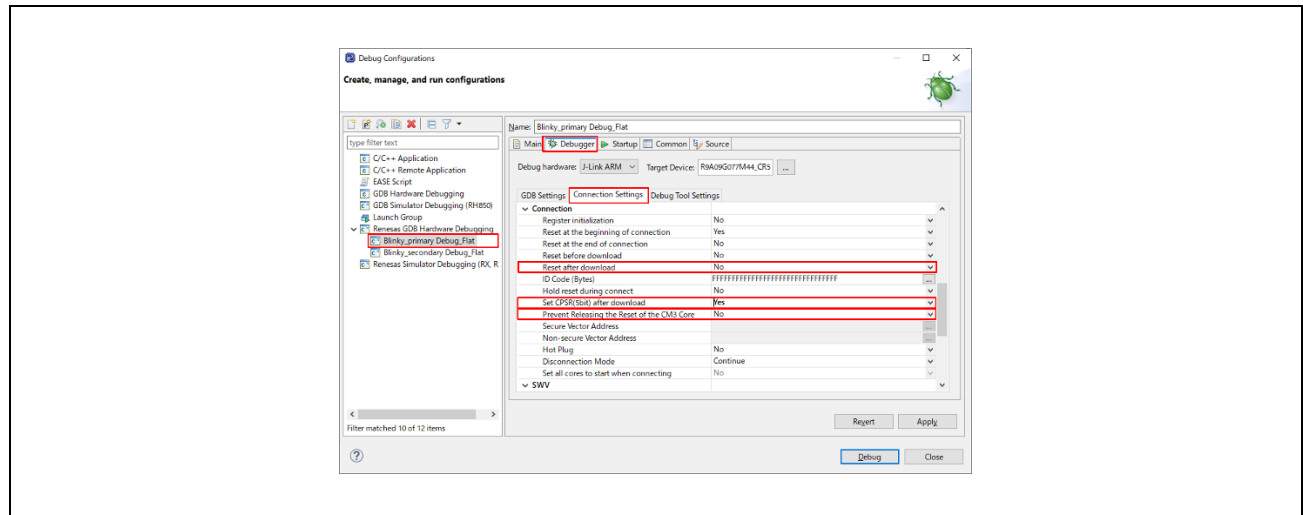 Debug Configurations
Create, manage, and run configurations
type filter text
C/C++ Application
C/C++ Remote Application
EASE Script
GDB Hardware Debugging
GDB Simulator Debugging (RH850)
Launch Group
Renesas GDB Hardware Debugging
Blinky_primary Debug_Flat
Blinky_secondary Debug_Flat
Renesas Simulator Debugging (RX, R
Filter matched 10 of 12 items
Name: Blinky_primary Debug_Flat
Main Debugger Startup Common Source
Debug hardware: J-Link ARM Target Device: R9A09G077M44_CR5 ...
GDB Settings Connection Settings Debug Tool Settings
Connection
Register initialization No
Reset at the beginning of connection Yes
Reset at the end of connection No
Reset before download No
Reset after download No
ID Code (Bytes) FFFFFFFFFFFFFFFFFFFFFFFFFFFFFFFF ...
Hold reset during connect No
Set CPSR(5bit) after download Yes
Prevent Releasing the Reset of the CM3 Core No
Secure Vector Address ...
Non-secure Vector Address ...
Hot Plug No
Disconnection Mode Continue
Set all cores to start when connecting No
SWV
Revert Apply
? Debug Close